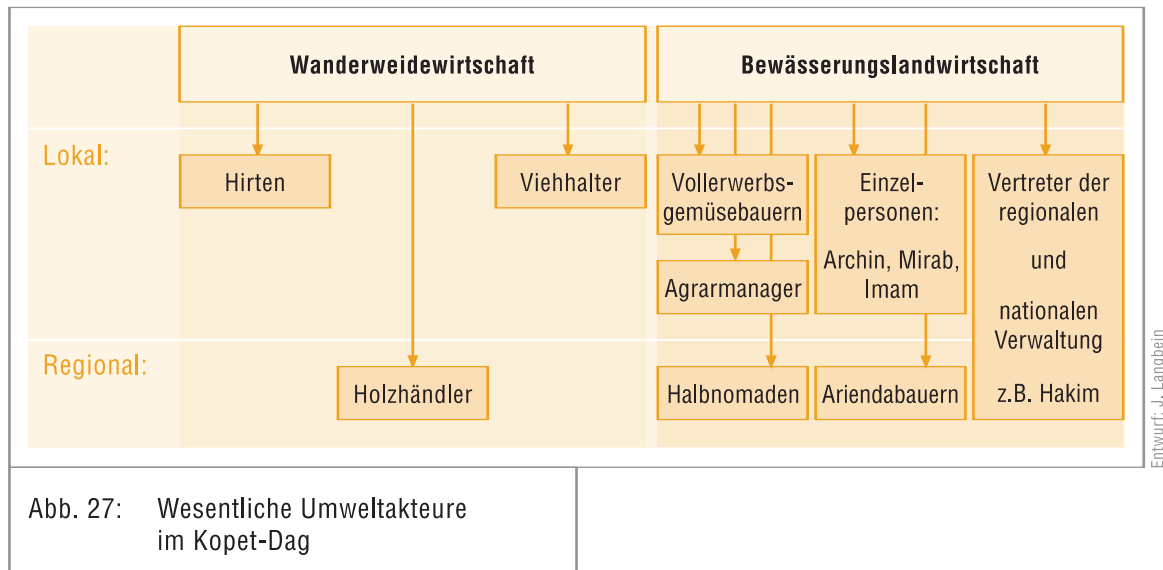 Wanderweidewirtschaft
Bewässerungslandwirtschaft
Lokal:
Hirten
Viehhalter
Vollerwerbs-
gemüsebauern
Agrarmanager
Einzel-
personen:
Archin, Mirab,
Imam
Vertreter der
regionalen
und
nationalen
Verwaltung
z.B. Hakim
Regional:
Holzhändler
Halbnomaden
Ariendabauern
Entwurf: J. Langbein
Abb. 27: Wesentliche Umweltakteure
im Kopet-Dag